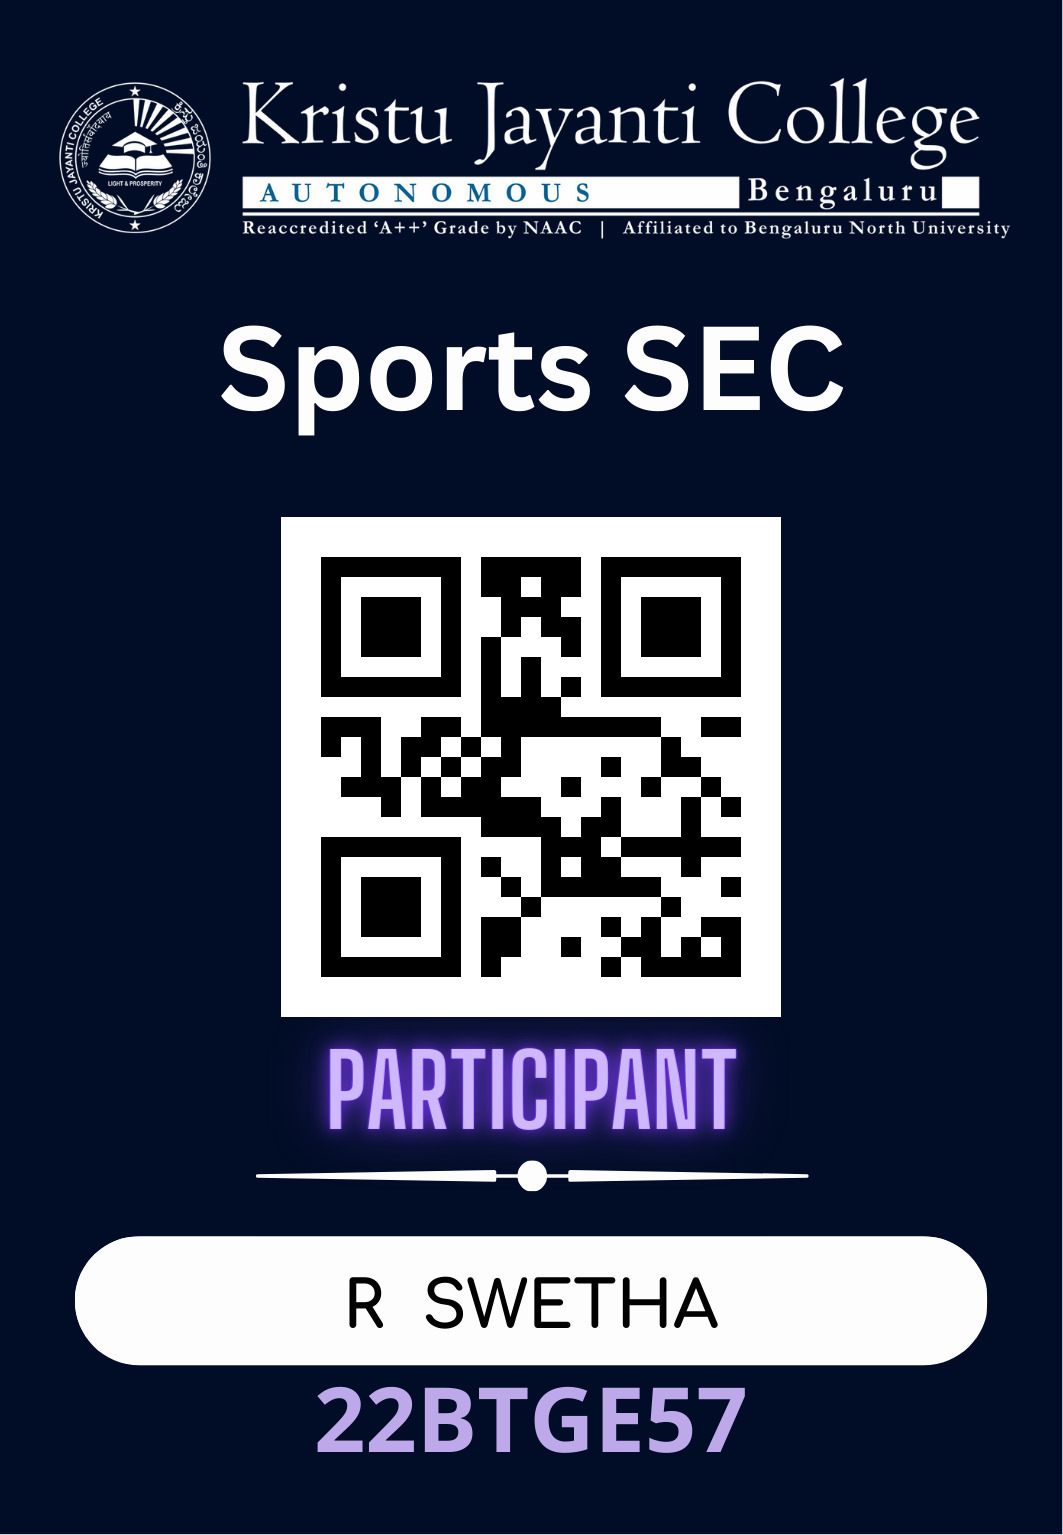 Kristu Jayanti College
AUTONOMOUS Bengaluru
Reaccredited ‘A++’ Grade by NAAC | Affiliated to Bengaluru North University
KRISTU JAYANTI COLLEGE
LIGHT & PROSPERITY
Sports SEC
PARTICIPANT
R SWETHA
22BTGE57